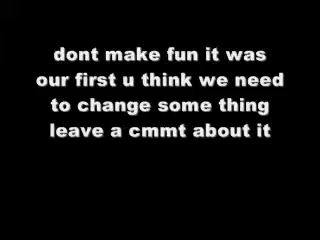 dont make fun it was
our first u think we need
to change some thing
leave a cmmt about it